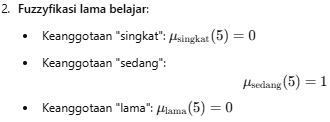 2. Fuzzyfikasi lama belajar:
• Keanggotaan "singkat": μsingkat(5) = 0
• Keanggotaan "sedang":
μsedang(5) = 1
• Keanggotaan "lama": μlama(5) = 0